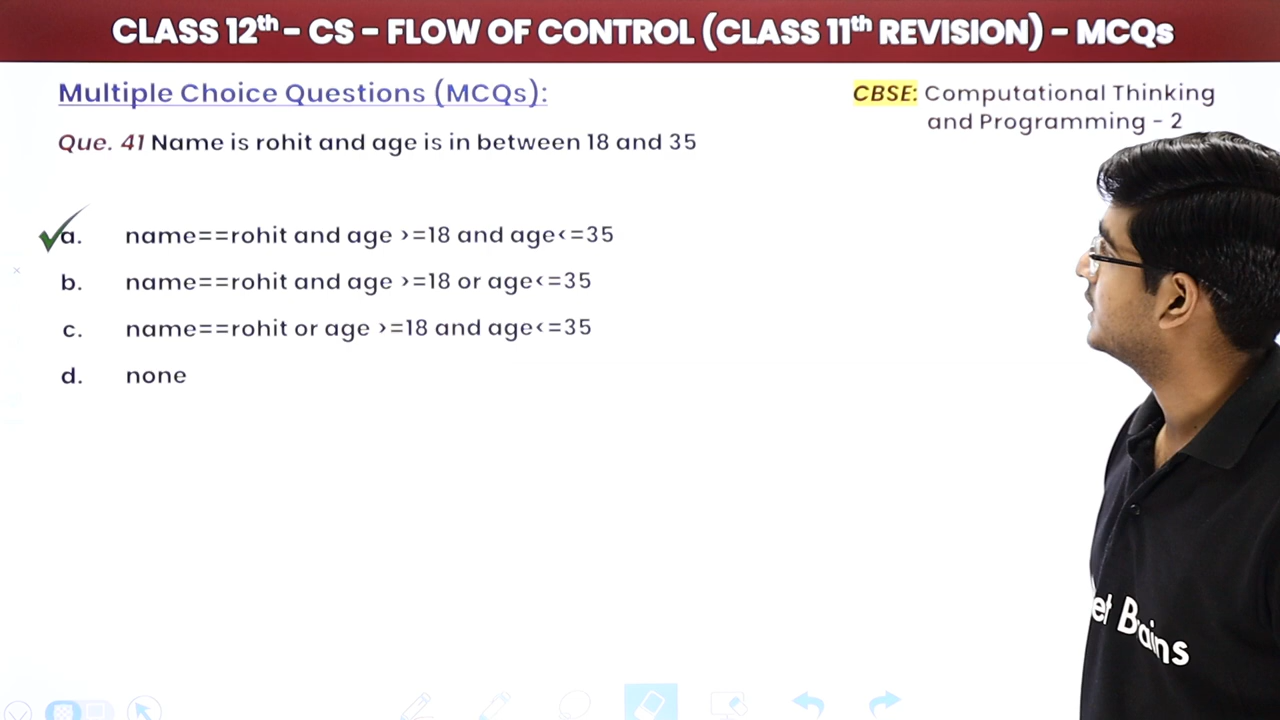 CLASS 12th - CS - FLOW OF CONTROL (CLASS 11th REVISION) - MCQs
Multiple Choice Questions (MCQs):
CBSE: Computational Thinking
and Programming - 2
Que. 41 Name is rohit and age is in between 18 and 35
a. name==rohit and age >=18 and age<=35
b. name==rohit and age >=18 or age<=35
c. name==rohit or age >=18 and age<=35
d. none
et Brains